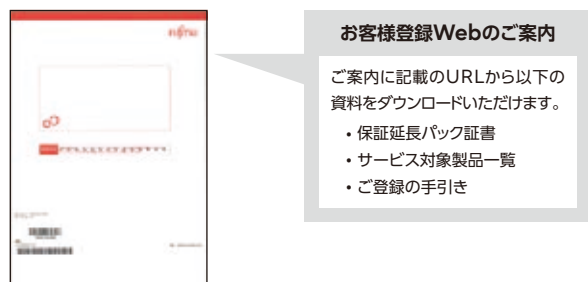 FUJITSU
お客様登録Webのご案内
ご案内に記載のURLから以下の
資料をダウンロードいただけます。
・保証延長パック証書
・サービス対象製品一覧
・ご登録の手引き